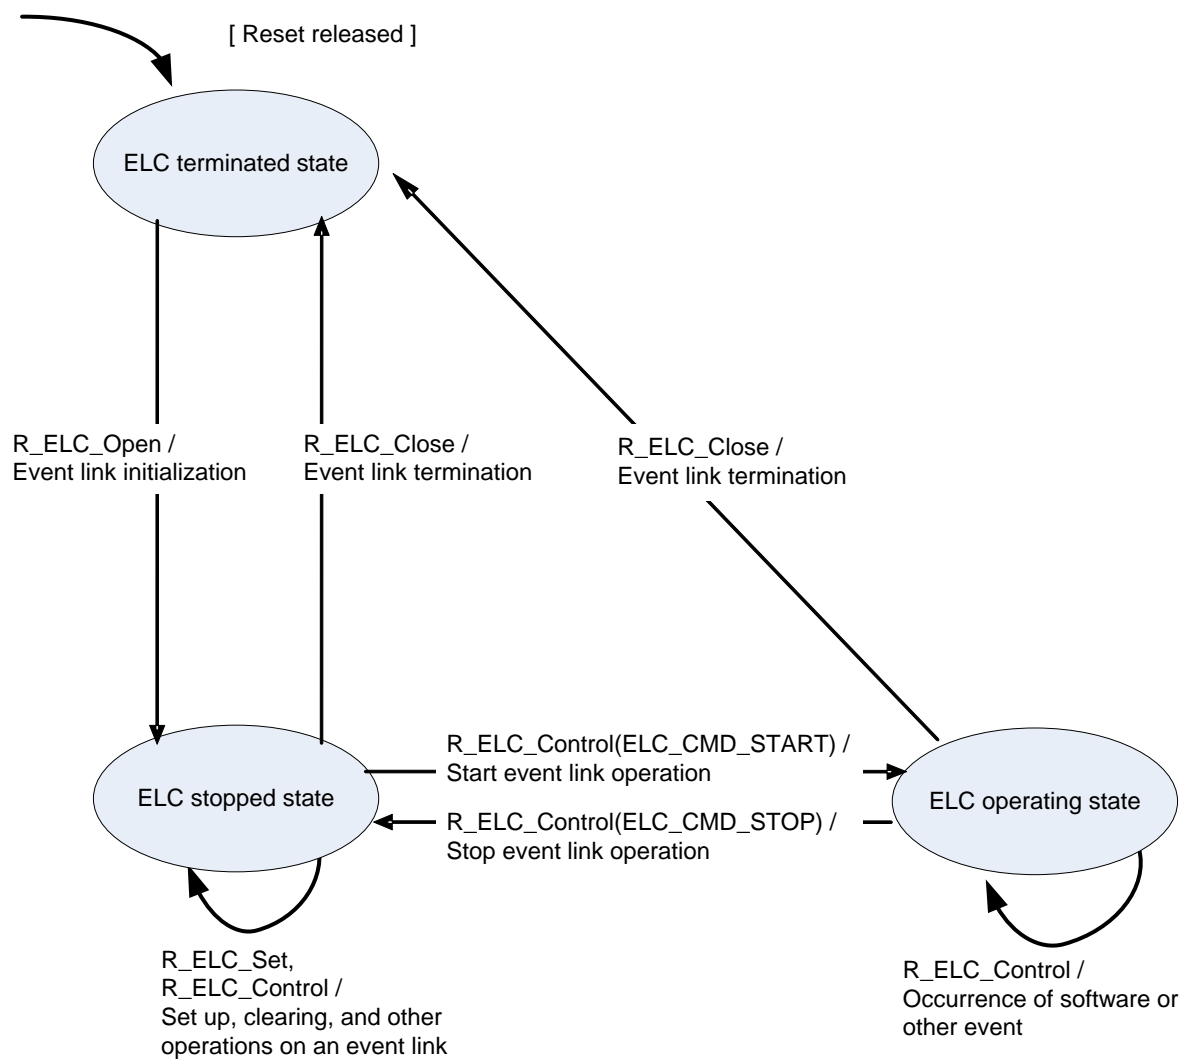 [ Reset released ]
ELC terminated state
R_ELC_Open /
Event link initialization
R_ELC_Close /
Event link termination
R_ELC_Close /
Event link termination
ELC stopped state
R_ELC_Control(ELC_CMD_START) /
Start event link operation
R_ELC_Control(ELC_CMD_STOP) /
Stop event link operation
ELC operating state
R_ELC_Set,
R_ELC_Control /
Set up, clearing, and other
operations on an event link
R_ELC_Control /
Occurrence of software or
other event